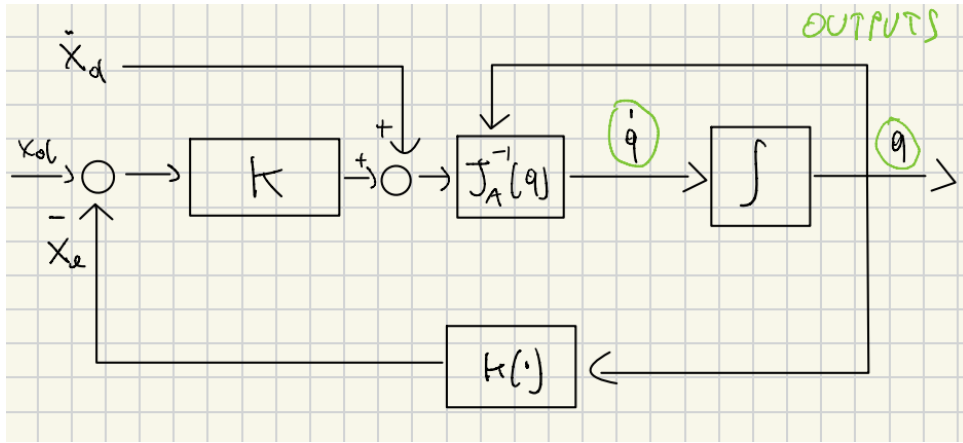 OUTPUTS
ẋd
xd
+
+
K
J_A^{-1}(q)
q̇
∫
q
−
xe
K(·)